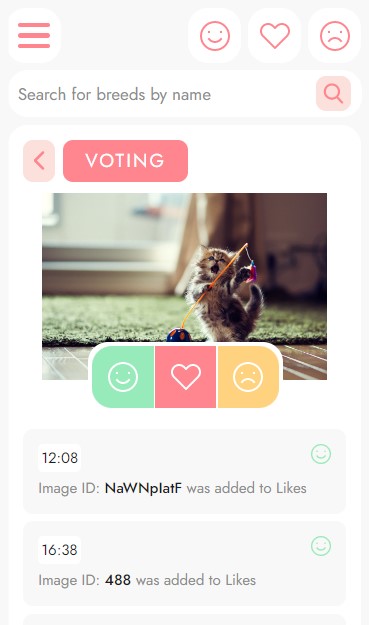 Search for breeds by name
VOTING
12:08
Image ID: NaWNpIatF was added to Likes
16:38
Image ID: 488 was added to Likes